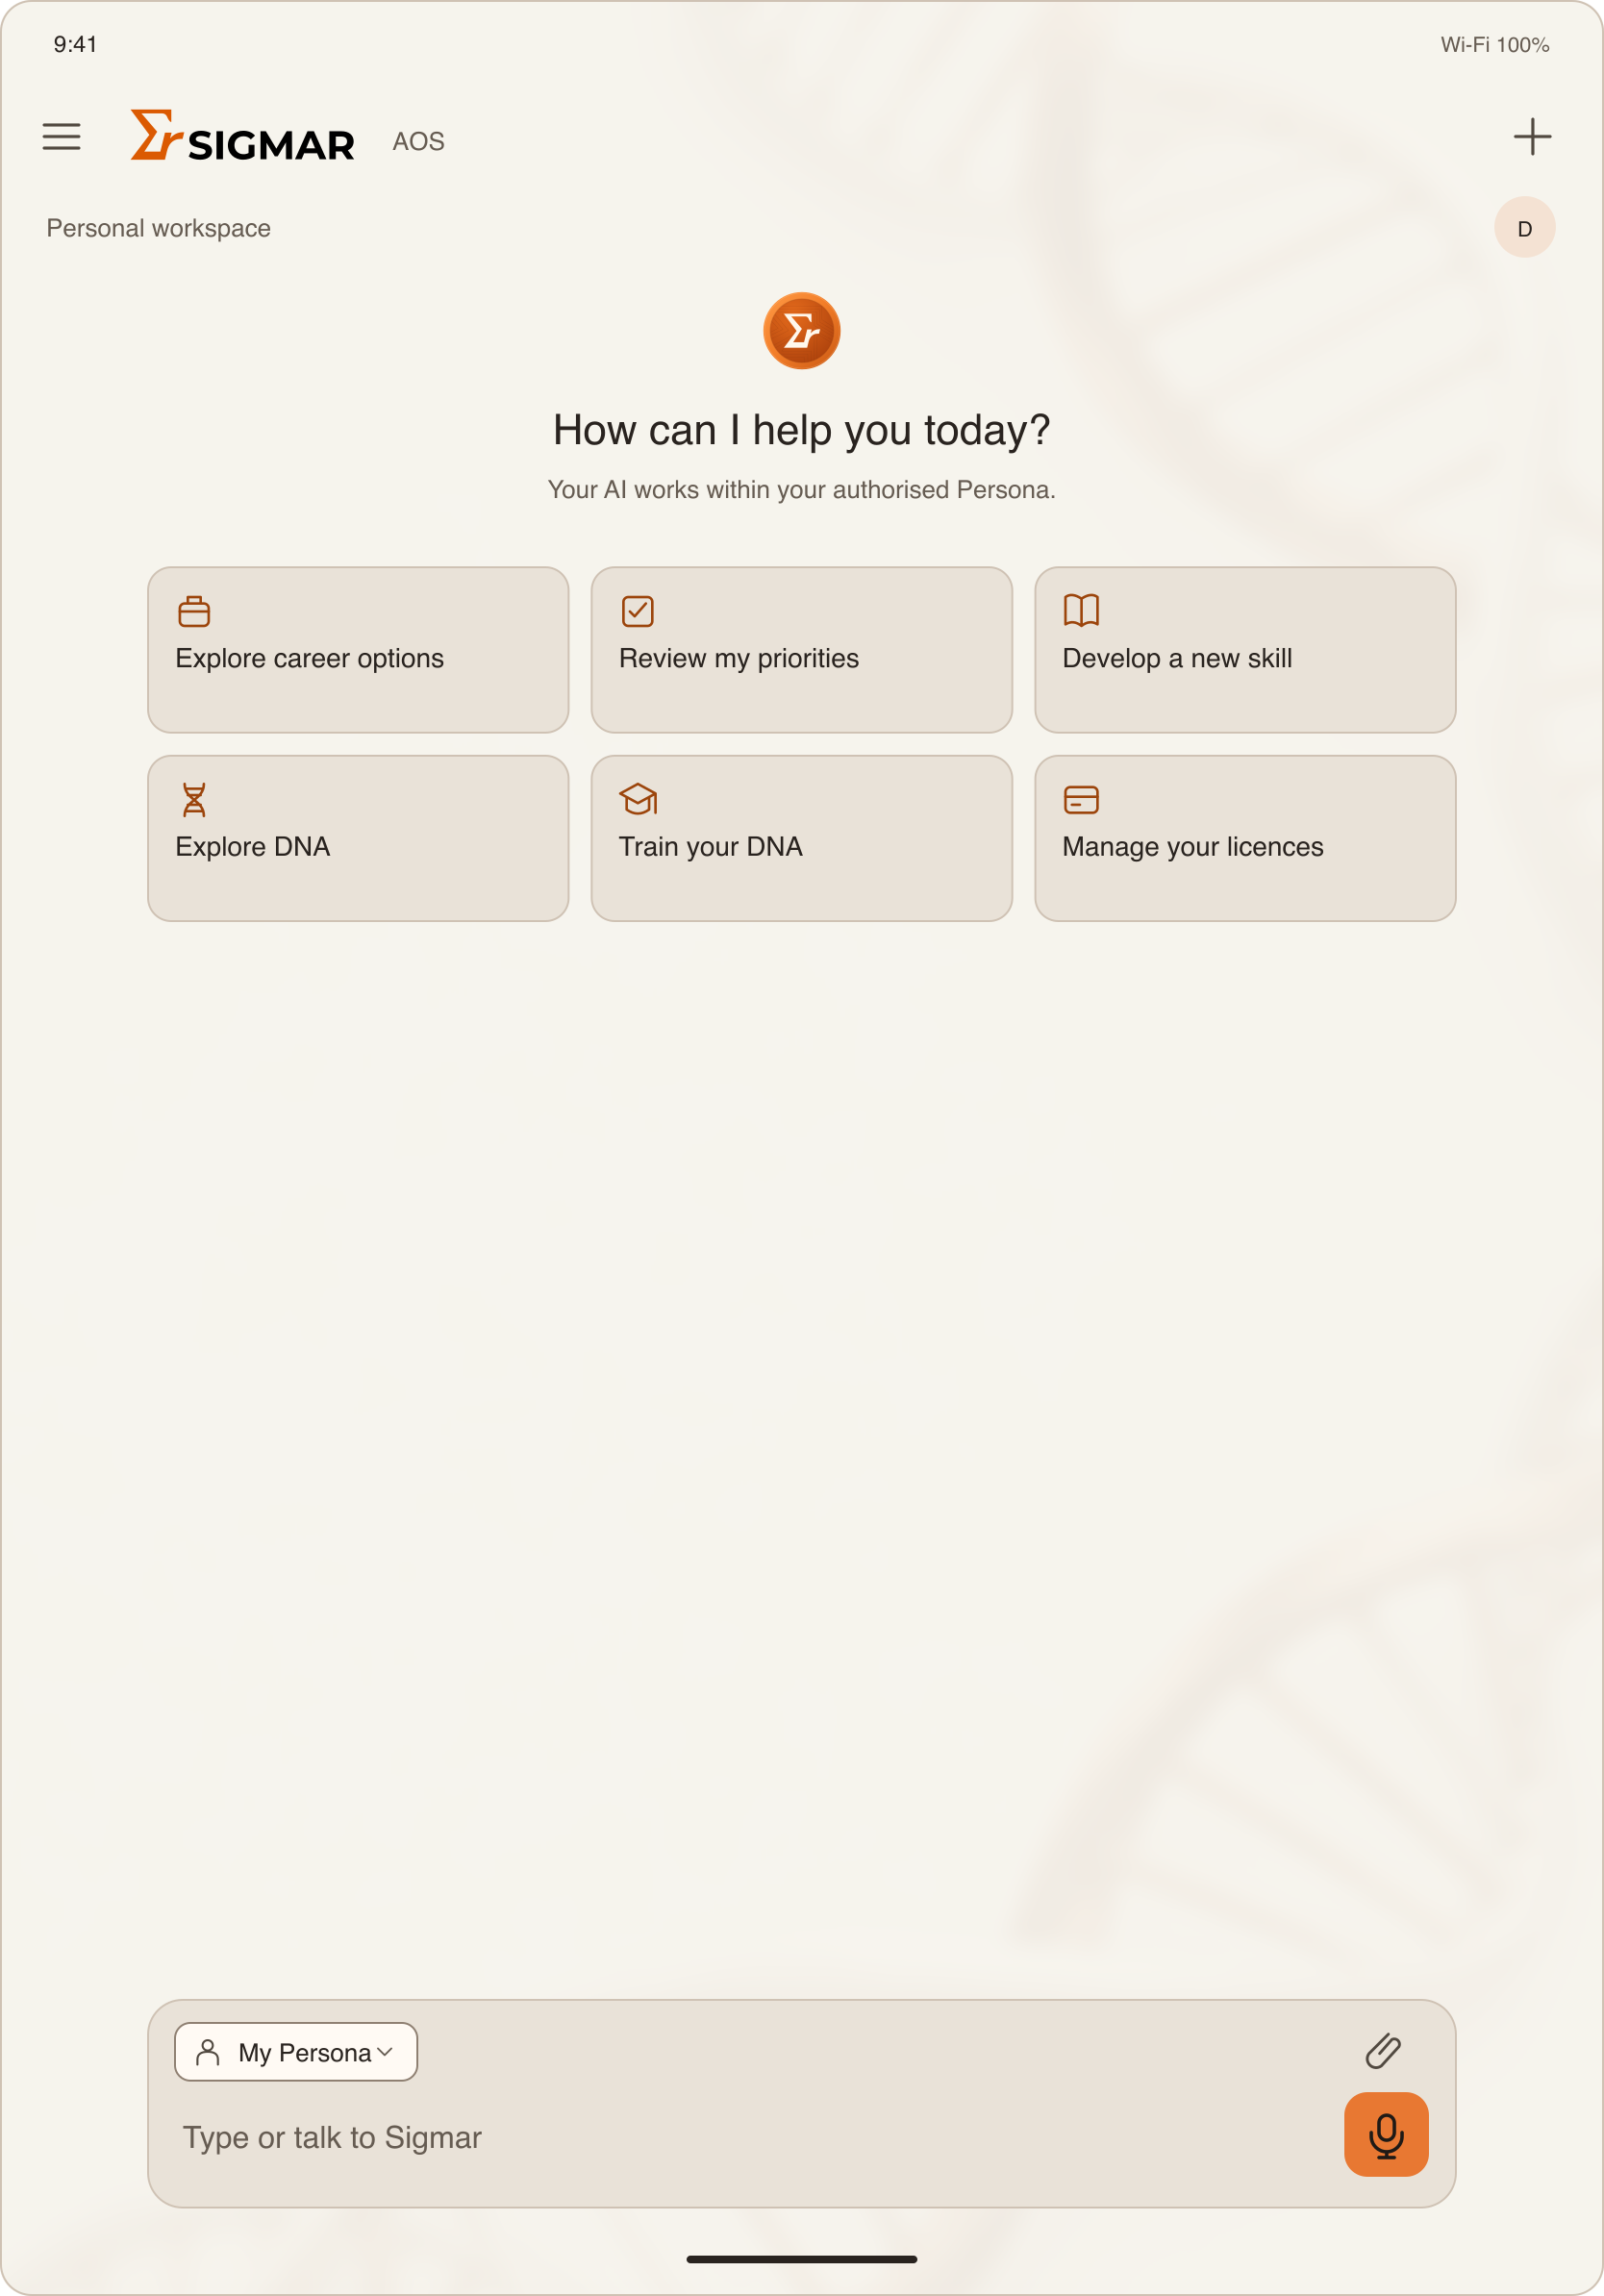 9:41
Wi-Fi 100%
Σr SIGMAR AOS
Personal workspace
D
Σr
How can I help you today?
Your AI works within your authorised Persona.
Explore career options
Review my priorities
Develop a new skill
Explore DNA
Train your DNA
Manage your licences
My Persona
Type or talk to Sigmar